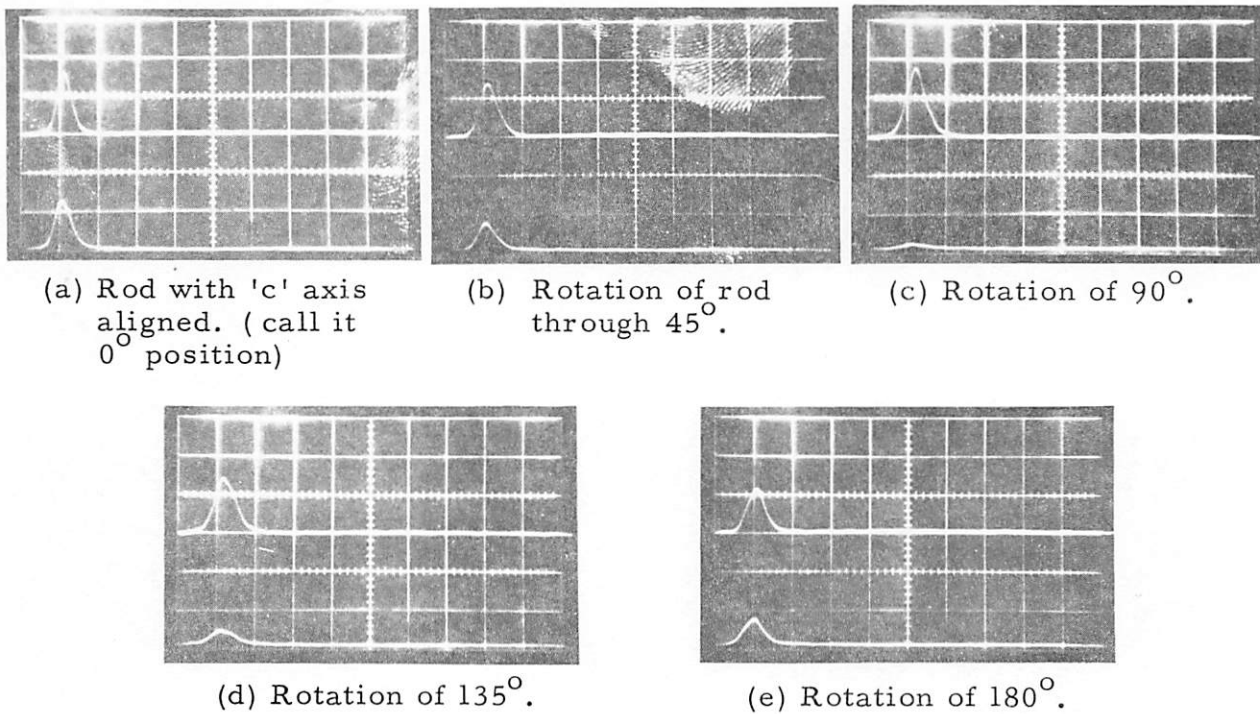 (a) Rod with 'c' axis
aligned. ( call it
0° position)
(b) Rotation of rod
through 45°.
(c) Rotation of 90°.
(d) Rotation of 135°.
(e) Rotation of 180°.